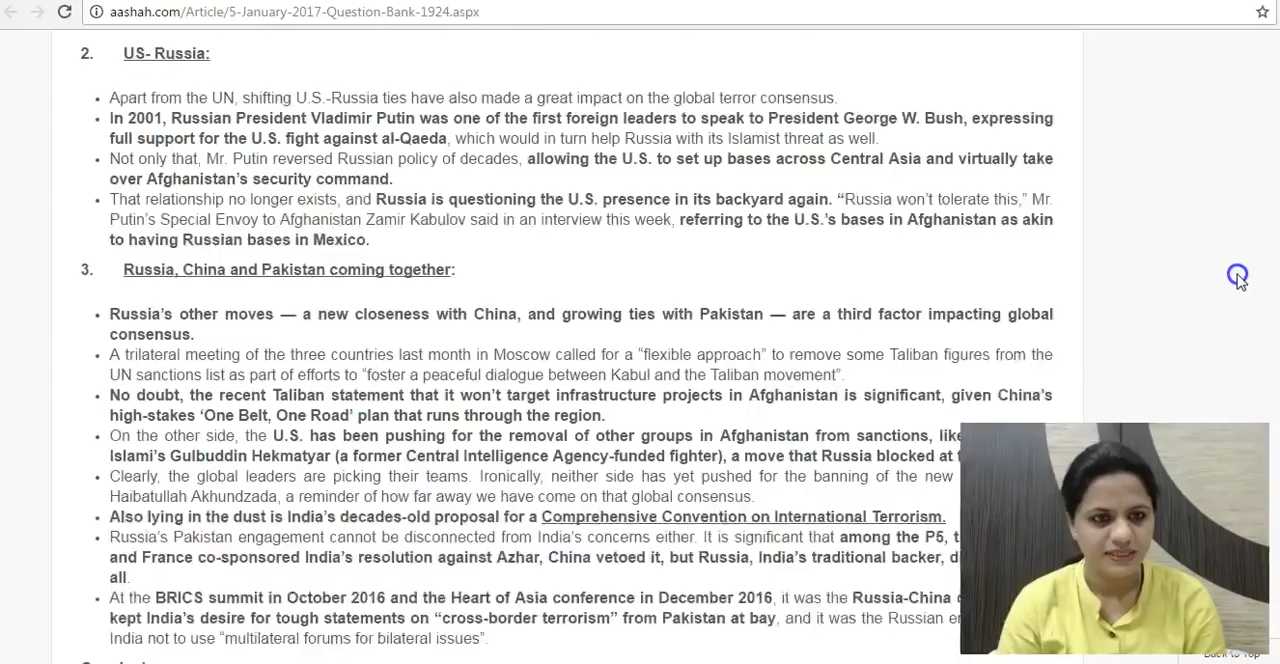 aashah.com/Article/5-January-2017-Question-Bank-1924.aspx
2. US- Russia:
• Apart from the UN, shifting U.S.-Russia ties have also made a great impact on the global terror consensus.
• In 2001, Russian President Vladimir Putin was one of the first foreign leaders to speak to President George W. Bush, expressing
full support for the U.S. fight against al-Qaeda, which would in turn help Russia with its Islamist threat as well.
• Not only that, Mr. Putin reversed Russian policy of decades, allowing the U.S. to set up bases across Central Asia and virtually take
over Afghanistan's security command.
• That relationship no longer exists, and Russia is questioning the U.S. presence in its backyard again. “Russia won't tolerate this,” Mr.
Putin's Special Envoy to Afghanistan Zamir Kabulov said in an interview this week, referring to the U.S.'s bases in Afghanistan as akin
to having Russian bases in Mexico.
3. Russia, China and Pakistan coming together:
• Russia's other moves — a new closeness with China, and growing ties with Pakistan — are a third factor impacting global
consensus.
• A trilateral meeting of the three countries last month in Moscow called for a “flexible approach” to remove some Taliban figures from the
UN sanctions list as part of efforts to “foster a peaceful dialogue between Kabul and the Taliban movement”.
• No doubt, the recent Taliban statement that it won't target infrastructure projects in Afghanistan is significant, given China's
high-stakes ‘One Belt, One Road’ plan that runs through the region.
• On the other side, the U.S. has been pushing for the removal of other groups in Afghanistan from sanctions,
Islami's Gulbuddin Hekmatyar (a former Central Intelligence Agency-funded fighter), a move that Russia blocked at
• Clearly, the global leaders are picking their teams. Ironically, neither side has yet pushed for the banning of the new
Haibatullah Akhundzada, a reminder of how far away we have come on that global consensus.
• Also lying in the dust is India's decades-old proposal for a Comprehensive Convention on International Terrorism.
• Russia's Pakistan engagement cannot be disconnected from India's concerns either. It is significant that among the P5,
and France co-sponsored India's resolution against Azhar, China vetoed it, but Russia, India's traditional backer,
all.
• At the BRICS summit in October 2016 and the Heart of Asia conference in December 2016, it was the Russia-China
kept India's desire for tough statements on “cross-border terrorism” from Pakistan at bay, and it was the Russian
India not to use “multilateral forums for bilateral issues”.
Back to Top